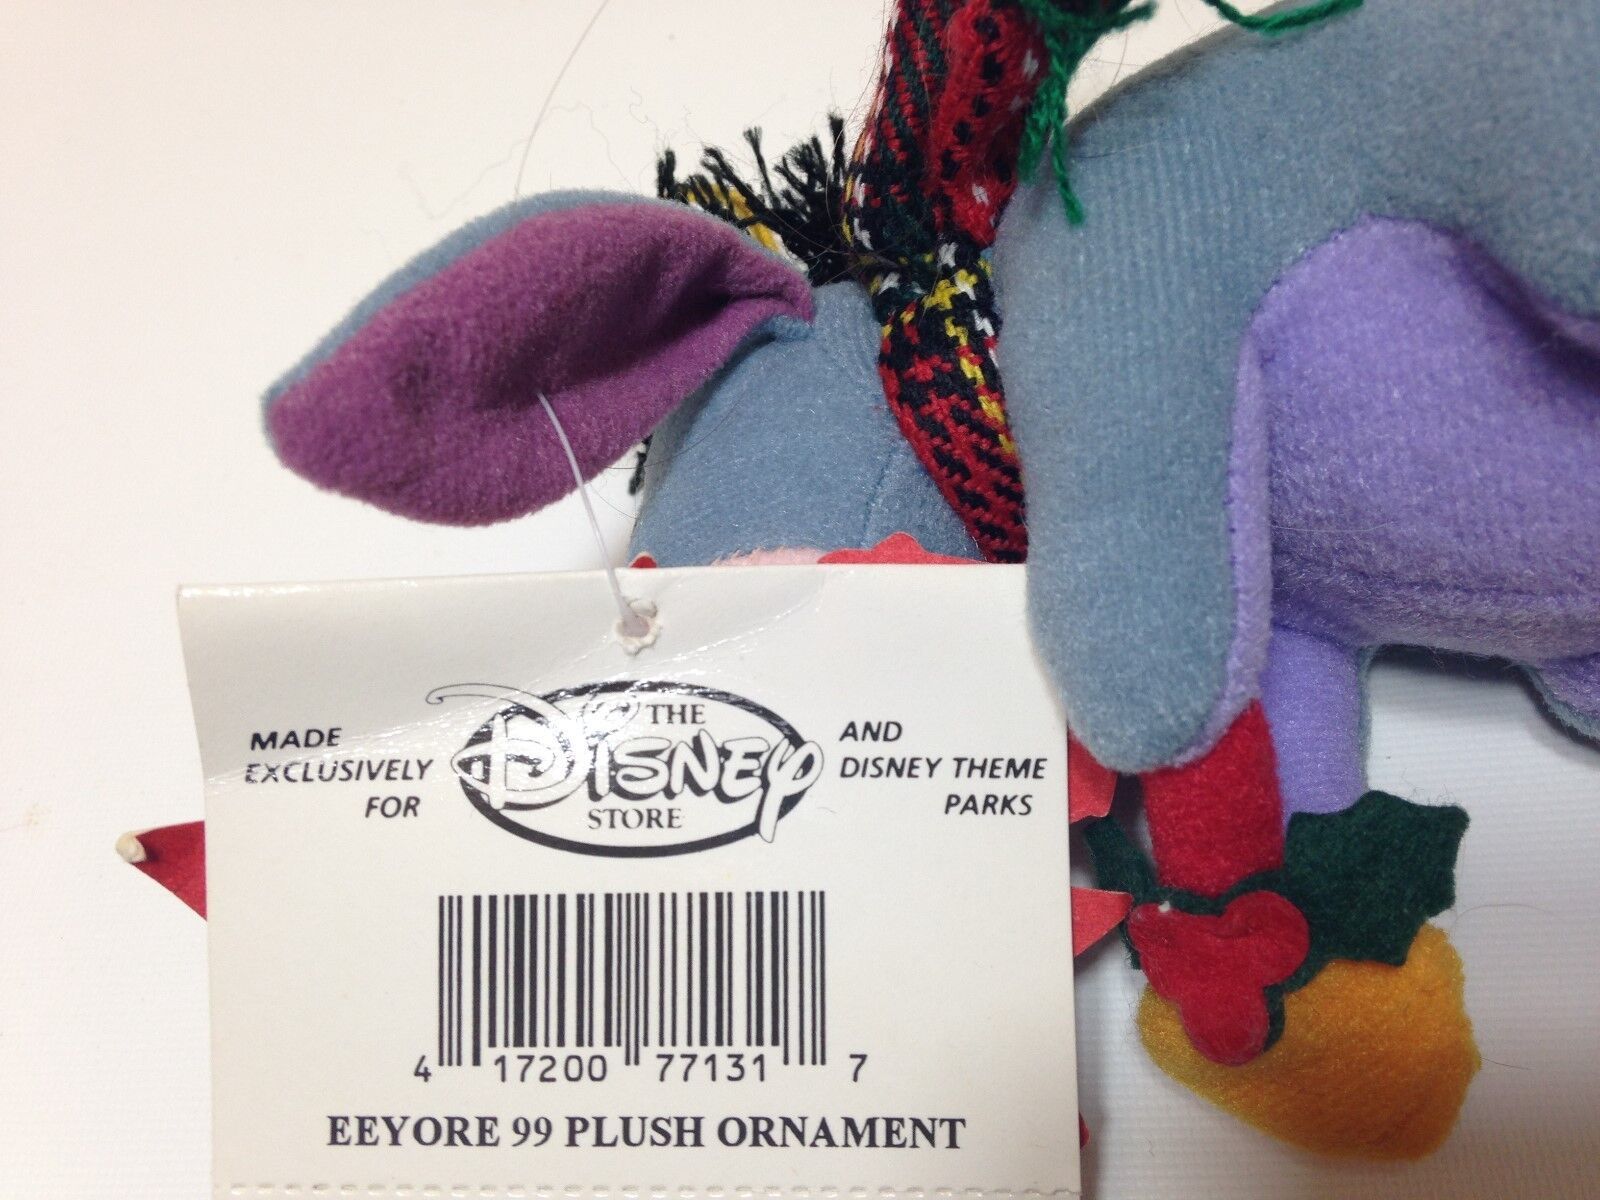 MADE
EXCLUSIVELY
FOR
THE
Disney
STORE
AND
DISNEY THEME
PARKS
4 17200 77131 7
EEYORE 99 PLUSH ORNAMENT